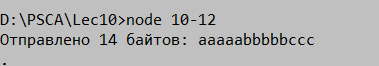 D:\PSCA\Lec10>node 10-12
Отправлено 14 байтов: aaaaabbbbbccc
.